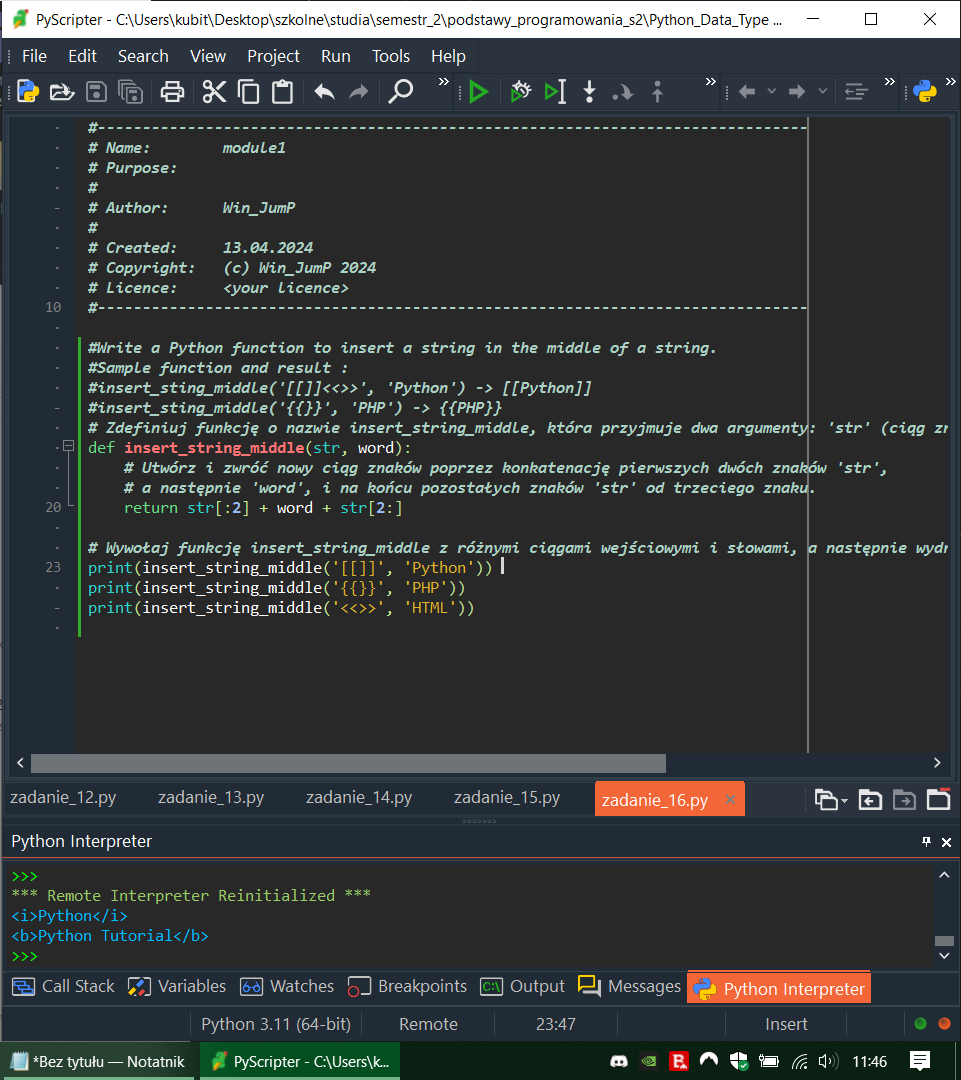 PyScripter - C:\Users\kubit\Desktop\szkolne\studia\semestr_2\podstawy_programowania_s2\Python_Data_Type ...
File Edit Search View Project Run Tools Help
#-------------------------------------------------------------------------------
# Name:        module1
# Purpose:
#
# Author:      Win_JumP
#
# Created:     13.04.2024
# Copyright:   (c) Win_JumP 2024
# Licence:     <your licence>
10 #-------------------------------------------------------------------------------
#Write a Python function to insert a string in the middle of a string.
#Sample function and result :
#insert_sting_middle('[[]]<<>>', 'Python') -> [[Python]]
#insert_sting_middle('{{}}', 'PHP') -> {{PHP}}
# Zdefiniuj funkcję o nazwie insert_string_middle, która przyjmuje dwa argumenty: 'str' (ciąg zn
def insert_string_middle(str, word):
    # Utwórz i zwróć nowy ciąg znaków poprzez konkatenację pierwszych dwóch znaków 'str',
    # a następnie 'word', i na końcu pozostałych znaków 'str' od trzeciego znaku.
20     return str[:2] + word + str[2:]
# Wywołaj funkcję insert_string_middle z różnymi ciągami wejściowymi i słowami, a następnie wydr
23 print(insert_string_middle('[[]]', 'Python'))
print(insert_string_middle('{{}}', 'PHP'))
print(insert_string_middle('<<>>', 'HTML'))
zadanie_12.py zadanie_13.py zadanie_14.py zadanie_15.py zadanie_16.py
Python Interpreter
>>>
*** Remote Interpreter Reinitialized ***
<i>Python</i>
<b>Python Tutorial</b>
>>>
Call Stack Variables Watches Breakpoints Output Messages Python Interpreter
Python 3.11 (64-bit) Remote 23:47 Insert
*Bez tytułu — Notatnik PyScripter - C:\Users\k... 11:46